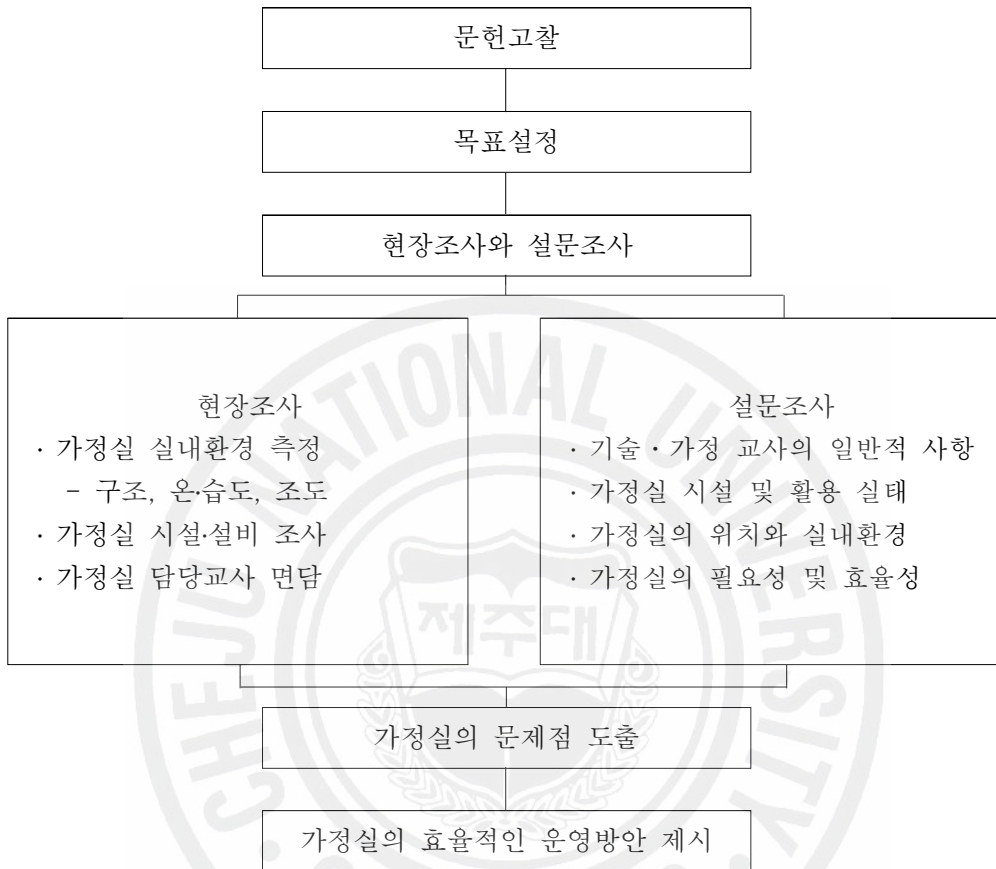 문헌고찰
목표설정
현장조사와 설문조사
현장조사
· 가정실 실내환경 측정
- 구조, 온·습도, 조도
· 가정실 시설·설비 조사
· 가정실 담당교사 면담
설문조사
· 기술·가정 교사의 일반적 사항
· 가정실 시설 및 활용 실태
· 가정실의 위치와 실내환경
· 가정실의 필요성 및 효율성
가정실의 문제점 도출
가정실의 효율적인 운영방안 제시
CHEJU NATIONAL UNIVERSITY
제주대